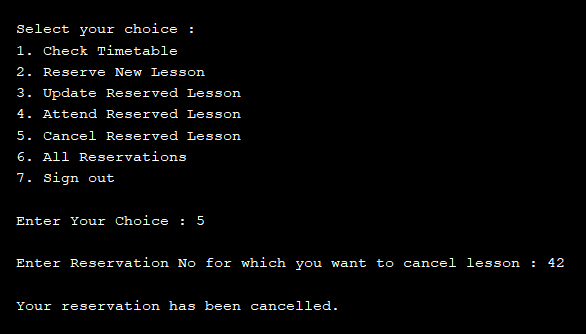 Select your choice :
1. Check Timetable
2. Reserve New Lesson
3. Update Reserved Lesson
4. Attend Reserved Lesson
5. Cancel Reserved Lesson
6. All Reservations
7. Sign out
Enter Your Choice : 5
Enter Reservation No for which you want to cancel lesson : 42
Your reservation has been cancelled.